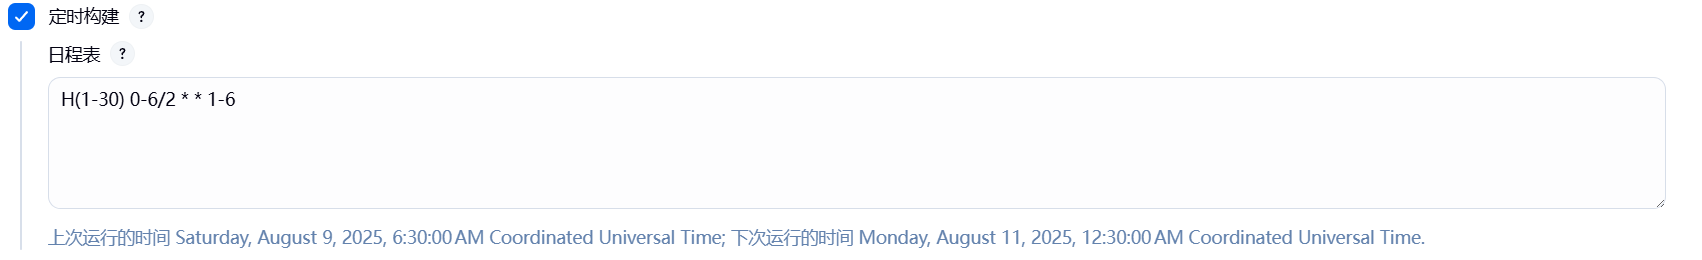 定时构建 ?
日程表 ?
H(1-30) 0-6/2 * * 1-6
上次运行的时间 Saturday, August 9, 2025, 6:30:00 AM Coordinated Universal Time; 下次运行的时间 Monday, August 11, 2025, 12:30:00 AM Coordinated Universal Time.